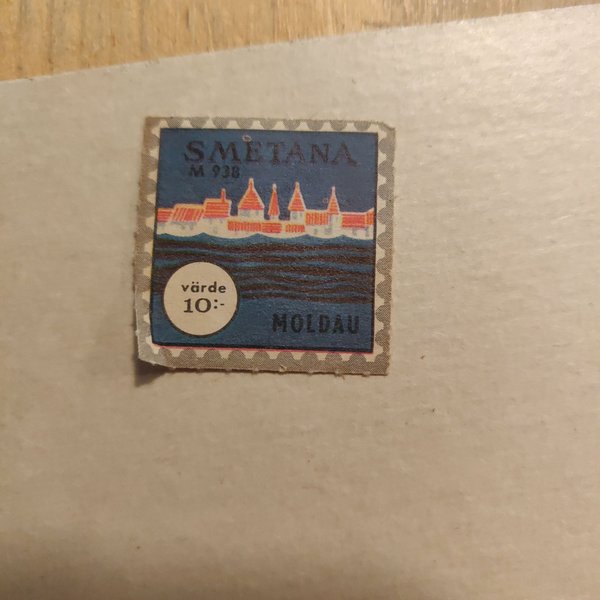 SMETANA
M 938
värde
10:-
MOLDAU